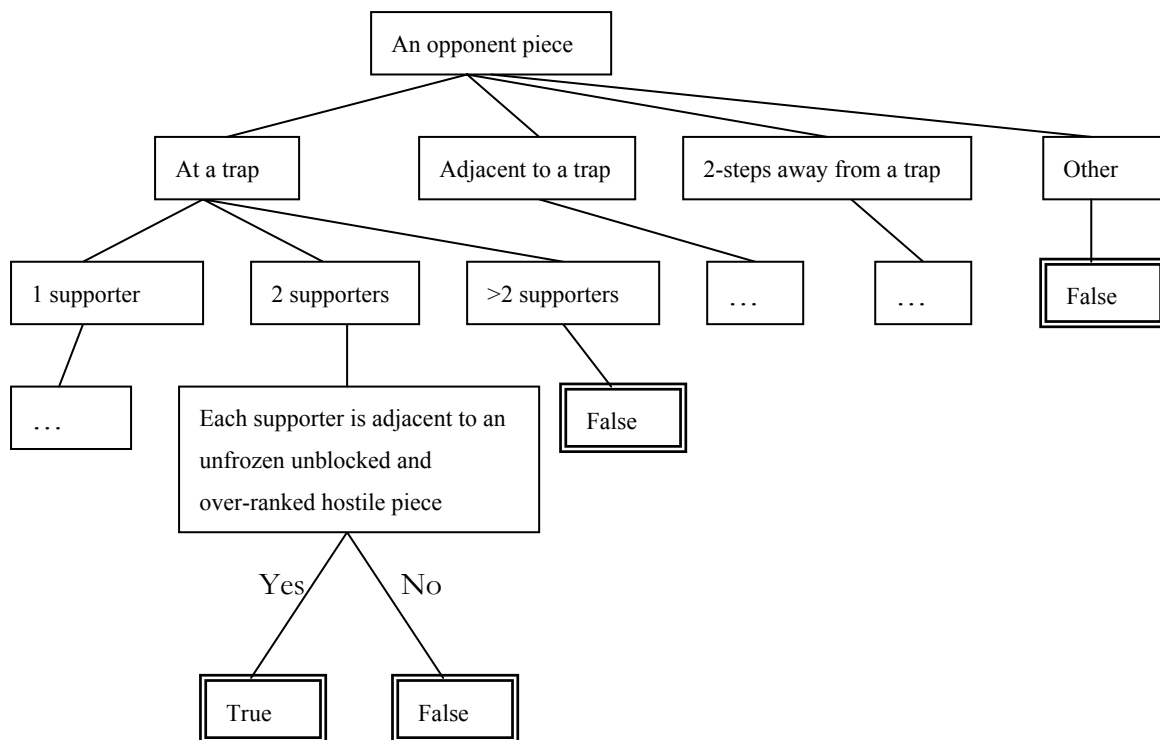 An opponent piece
At a trap
Adjacent to a trap
2-steps away from a trap
Other
1 supporter
2 supporters
>2 supporters
…
…
False
…
Each supporter is adjacent to an
unfrozen unblocked and
over-ranked hostile piece
False
Yes
No
True
False